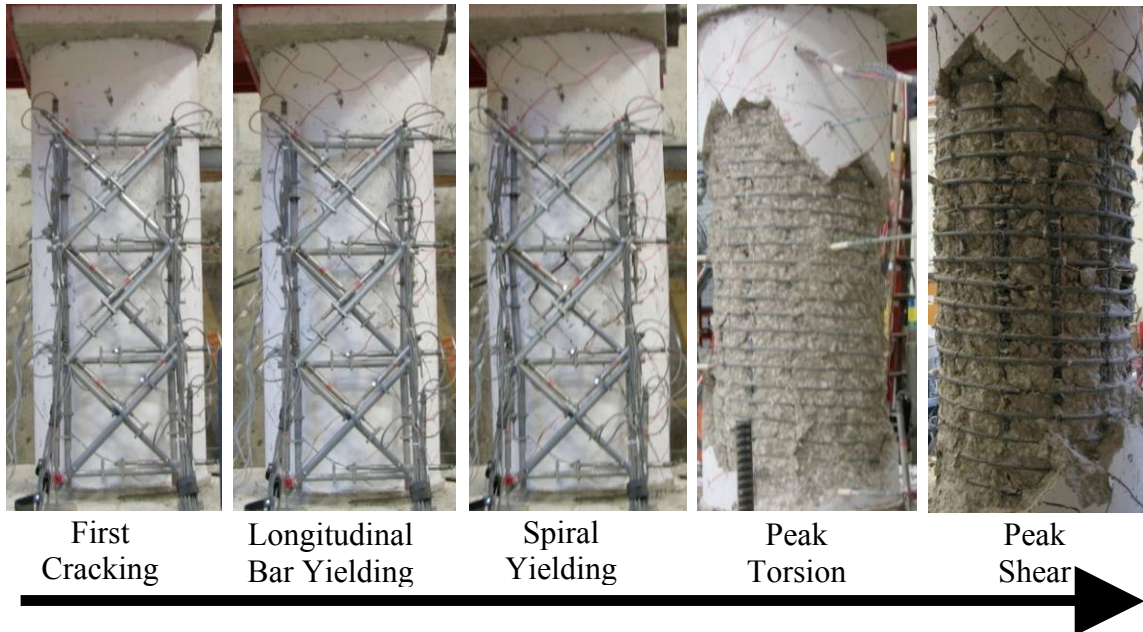 First
Cracking
Longitudinal
Bar Yielding
Spiral
Yielding
Peak
Torsion
Peak
Shear